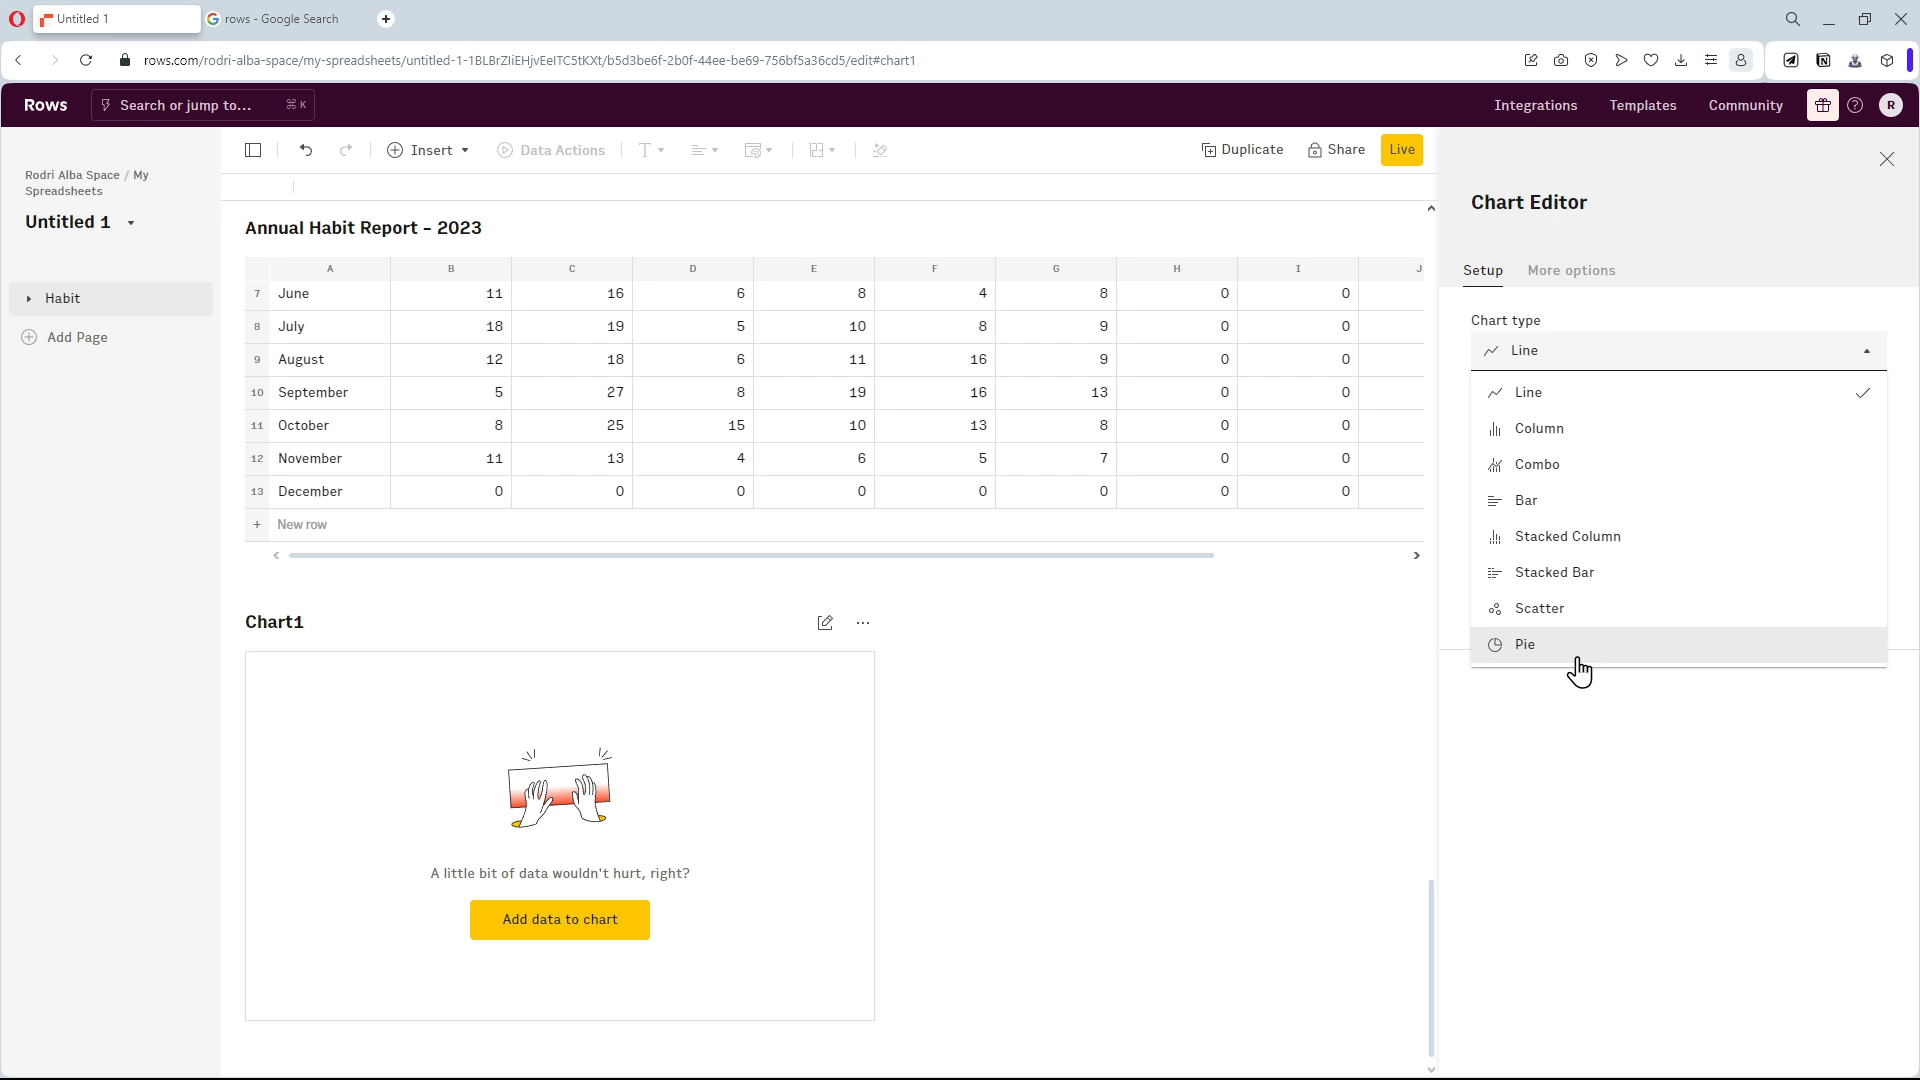 Untitled 1
rows - Google Search
rows.com/rodri-alba-space/my-spreadsheets/untitled-1-1BLBrZIiEHjvEeITC5tKXt/b5d3be6f-2b0f-44ee-be69-756bf5a36cd5/edit#chart1
Rows
Search or jump to... ⌘ K
Integrations
Templates
Community
R
Rodri Alba Space / My
Spreadsheets
Untitled 1
Habit
Add Page
Insert
Data Actions
Duplicate
Share
Live
Annual Habit Report - 2023
A B C D E F G H I J
7 June 11 16 6 8 4 8 0 0
8 July 18 19 5 10 8 9 0 0
9 August 12 18 6 11 16 9 0 0
10 September 5 27 8 19 16 13 0 0
11 October 8 25 15 10 13 8 0 0
12 November 11 13 4 6 5 7 0 0
13 December 0 0 0 0 0 0 0 0
+ New row
Chart1
A little bit of data wouldn't hurt, right?
Add data to chart
Chart Editor
Setup
More options
Chart type
Line
Line
Column
Combo
Bar
Stacked Column
Stacked Bar
Scatter
Pie